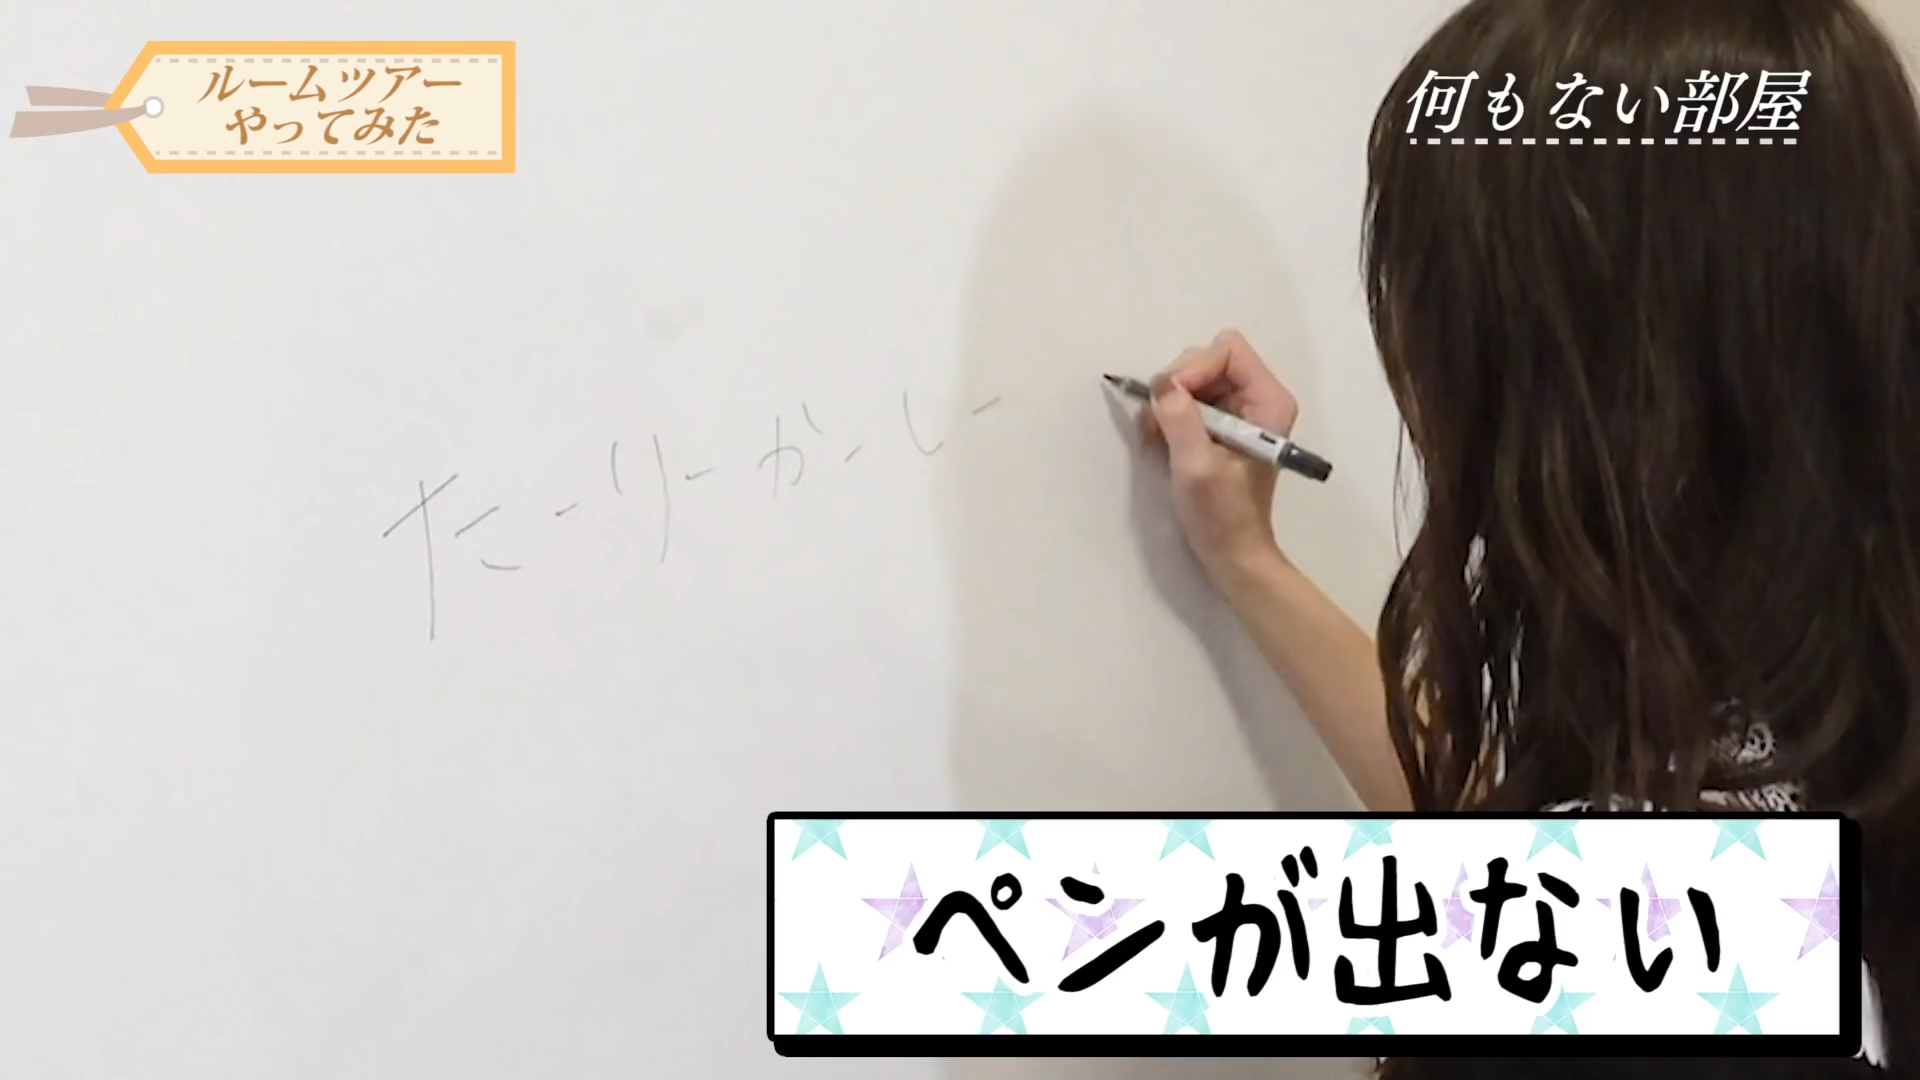 ルームツアー
やってみた
何もない部屋
たーりーがーしー
ペンが出ない